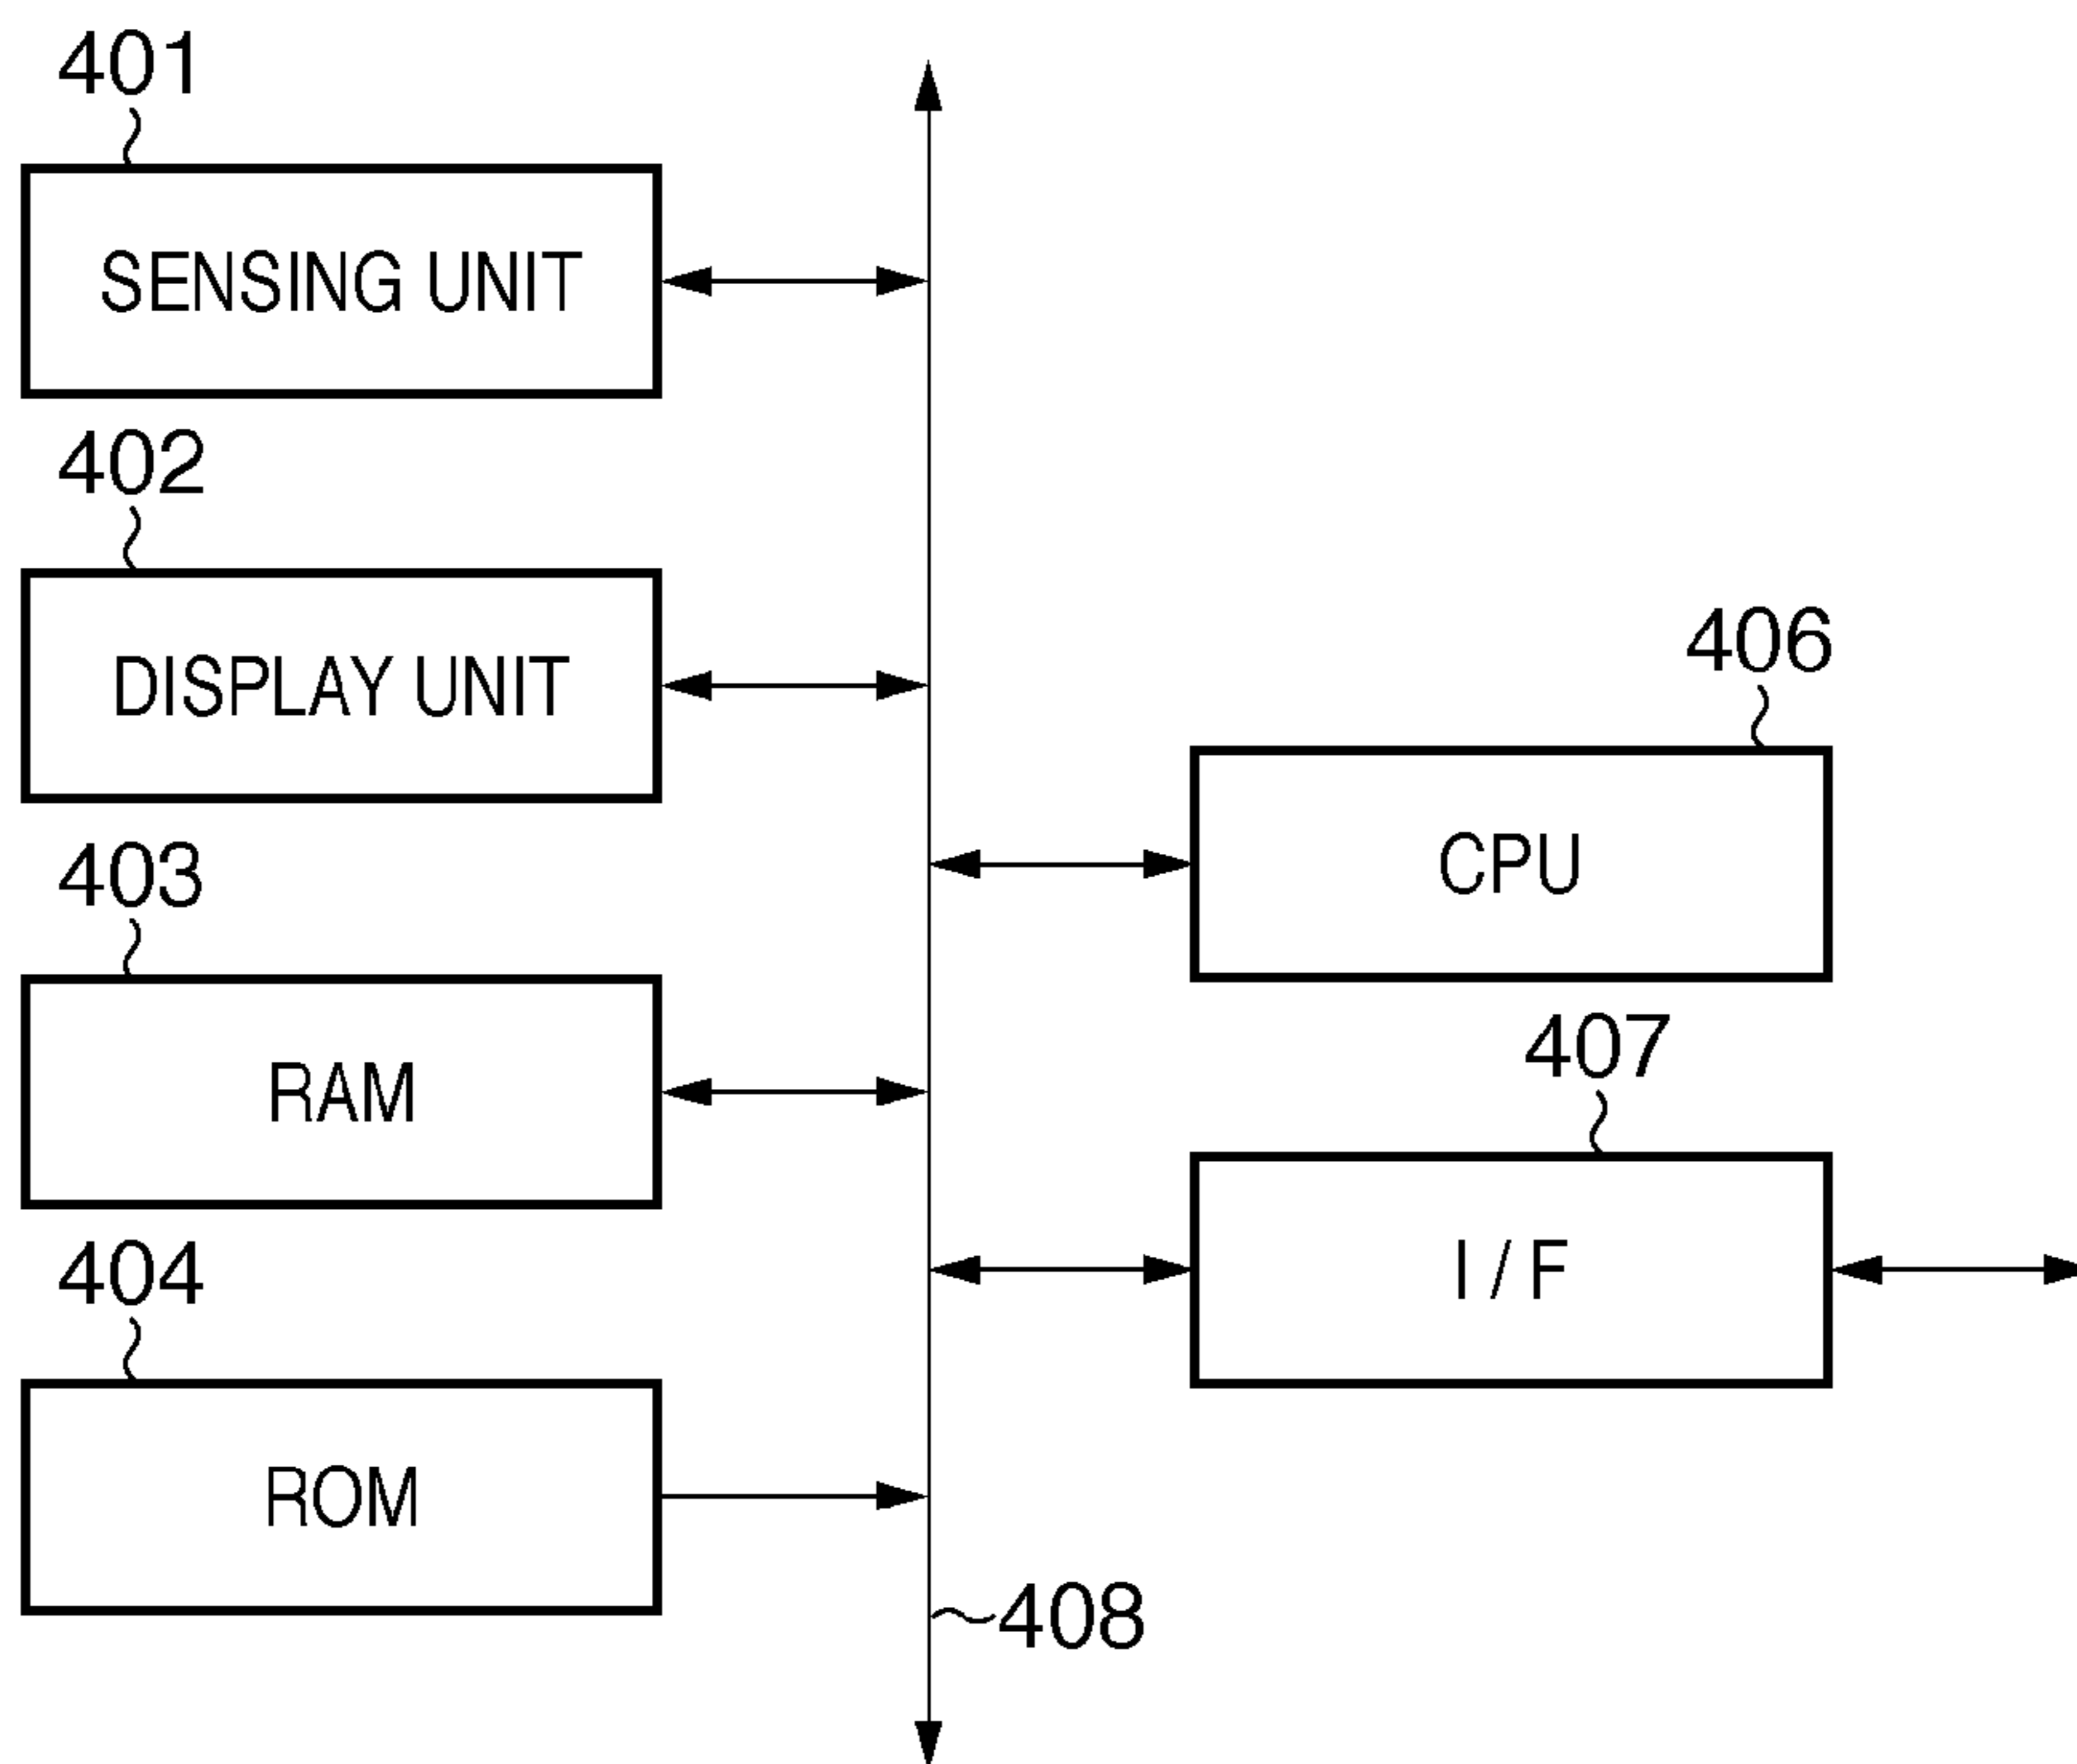 401
SENSING UNIT
402
DISPLAY UNIT
403
RAM
404
ROM
406
CPU
407
I / F
408